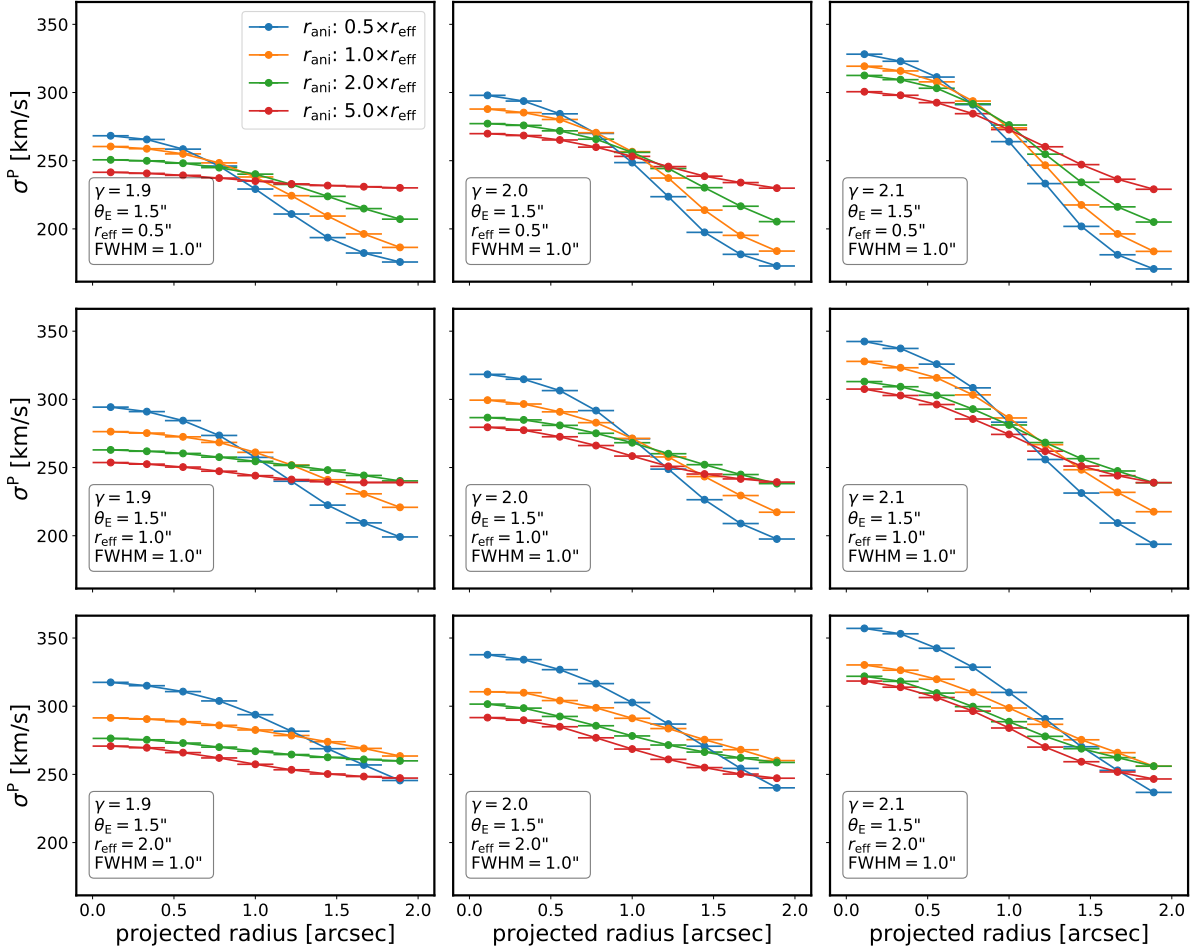 350
300
250
200
σᴾ [km/s]
r_ani: 0.5×r_eff
r_ani: 1.0×r_eff
r_ani: 2.0×r_eff
r_ani: 5.0×r_eff
γ = 1.9
θ_E = 1.5"
r_eff = 0.5"
FWHM = 1.0"
γ = 2.0
θ_E = 1.5"
r_eff = 0.5"
FWHM = 1.0"
γ = 2.1
θ_E = 1.5"
r_eff = 0.5"
FWHM = 1.0"
350
300
250
200
σᴾ [km/s]
γ = 1.9
θ_E = 1.5"
r_eff = 1.0"
FWHM = 1.0"
γ = 2.0
θ_E = 1.5"
r_eff = 1.0"
FWHM = 1.0"
γ = 2.1
θ_E = 1.5"
r_eff = 1.0"
FWHM = 1.0"
350
300
250
200
σᴾ [km/s]
γ = 1.9
θ_E = 1.5"
r_eff = 2.0"
FWHM = 1.0"
γ = 2.0
θ_E = 1.5"
r_eff = 2.0"
FWHM = 1.0"
γ = 2.1
θ_E = 1.5"
r_eff = 2.0"
FWHM = 1.0"
0.0 0.5 1.0 1.5 2.0
0.0 0.5 1.0 1.5 2.0
0.0 0.5 1.0 1.5 2.0
projected radius [arcsec]
projected radius [arcsec]
projected radius [arcsec]